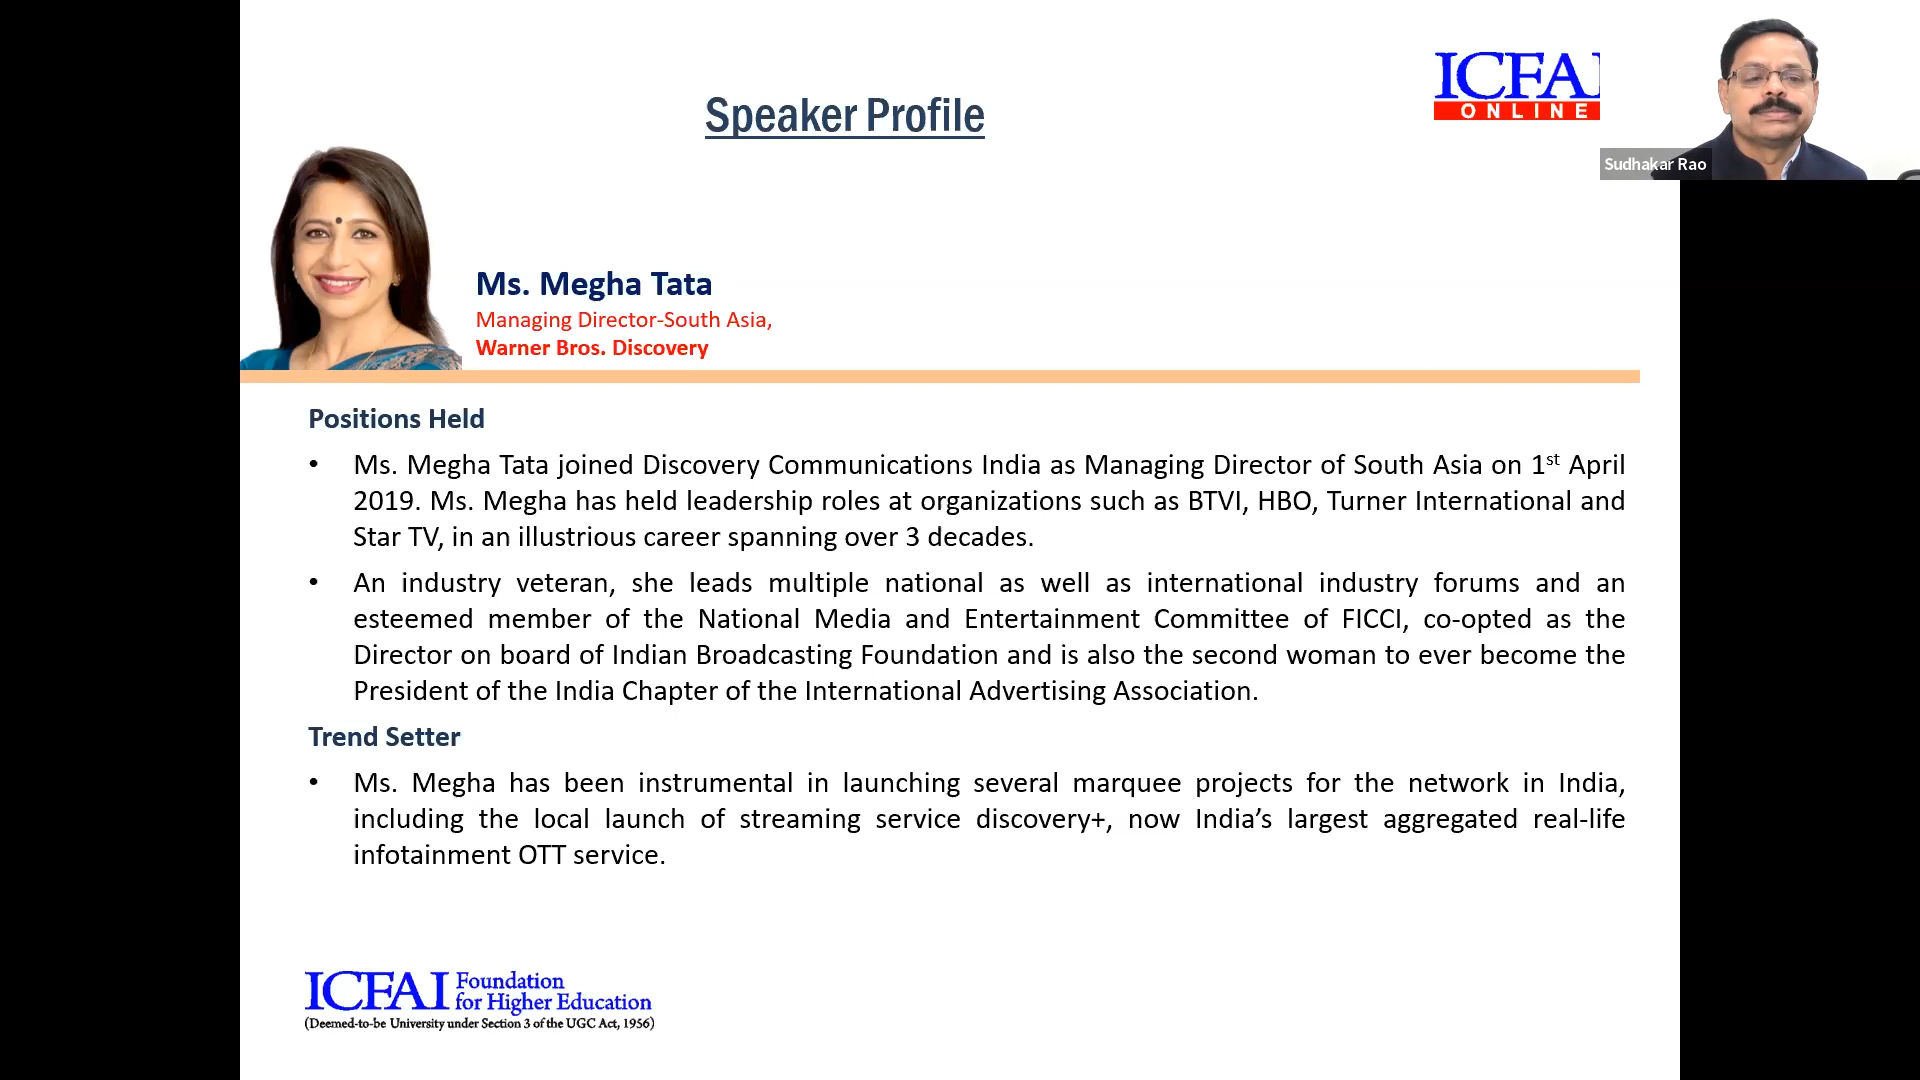 Speaker Profile
ICFAI
ONLINE
Sudhakar Rao
Ms. Megha Tata
Managing Director-South Asia,
Warner Bros. Discovery
Positions Held
• Ms. Megha Tata joined Discovery Communications India as Managing Director of South Asia on 1st April
2019. Ms. Megha has held leadership roles at organizations such as BTVI, HBO, Turner International and
Star TV, in an illustrious career spanning over 3 decades.
• An industry veteran, she leads multiple national as well as international industry forums and an
esteemed member of the National Media and Entertainment Committee of FICCI, co-opted as the
Director on board of Indian Broadcasting Foundation and is also the second woman to ever become the
President of the India Chapter of the International Advertising Association.
Trend Setter
• Ms. Megha has been instrumental in launching several marquee projects for the network in India,
including the local launch of streaming service discovery+, now India’s largest aggregated real-life
infotainment OTT service.
ICFAI Foundation
for Higher Education
(Deemed-to-be University under Section 3 of the UGC Act, 1956)